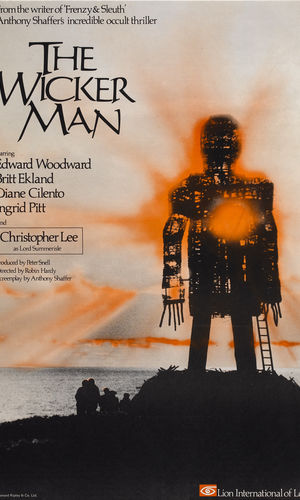 From the writer of 'Frenzy & Sleuth'
Anthony Shaffer's incredible occult thriller
THE
WICKER
MAN
starring
Edward Woodward
Britt Ekland
Diane Cilento
Ingrid Pitt
and
Christopher Lee
as Lord Summerisle
Produced by Peter Snell
Directed by Robin Hardy
Screenplay by Anthony Shaffer
Lion International